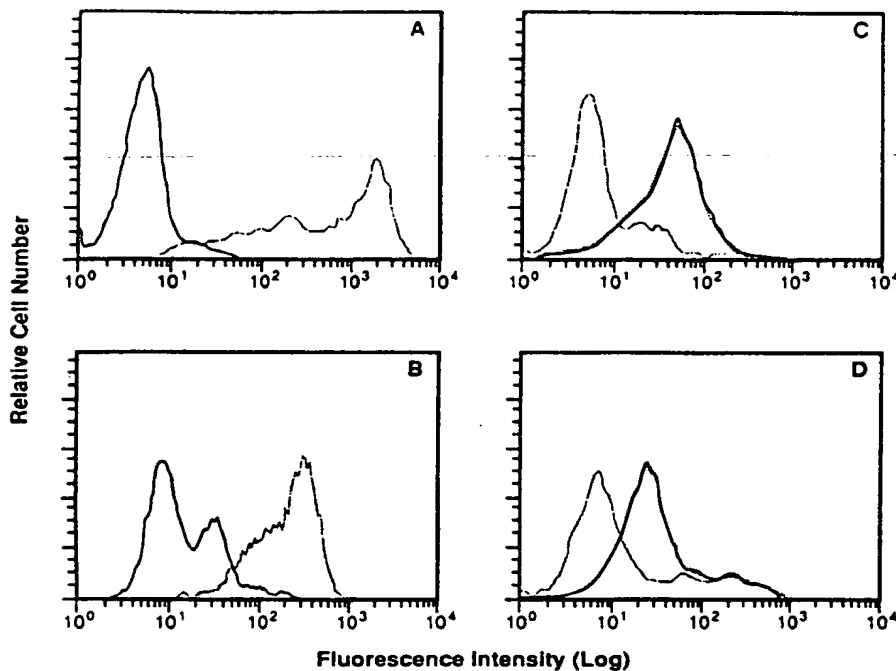 A
C
10⁰ 10¹ 10² 10³ 10⁴
10⁰ 10¹ 10² 10³ 10⁴
Relative Cell Number
B
D
10⁰ 10¹ 10² 10³ 10⁴
10⁰ 10¹ 10² 10³ 10⁴
Fluorescence Intensity (Log)